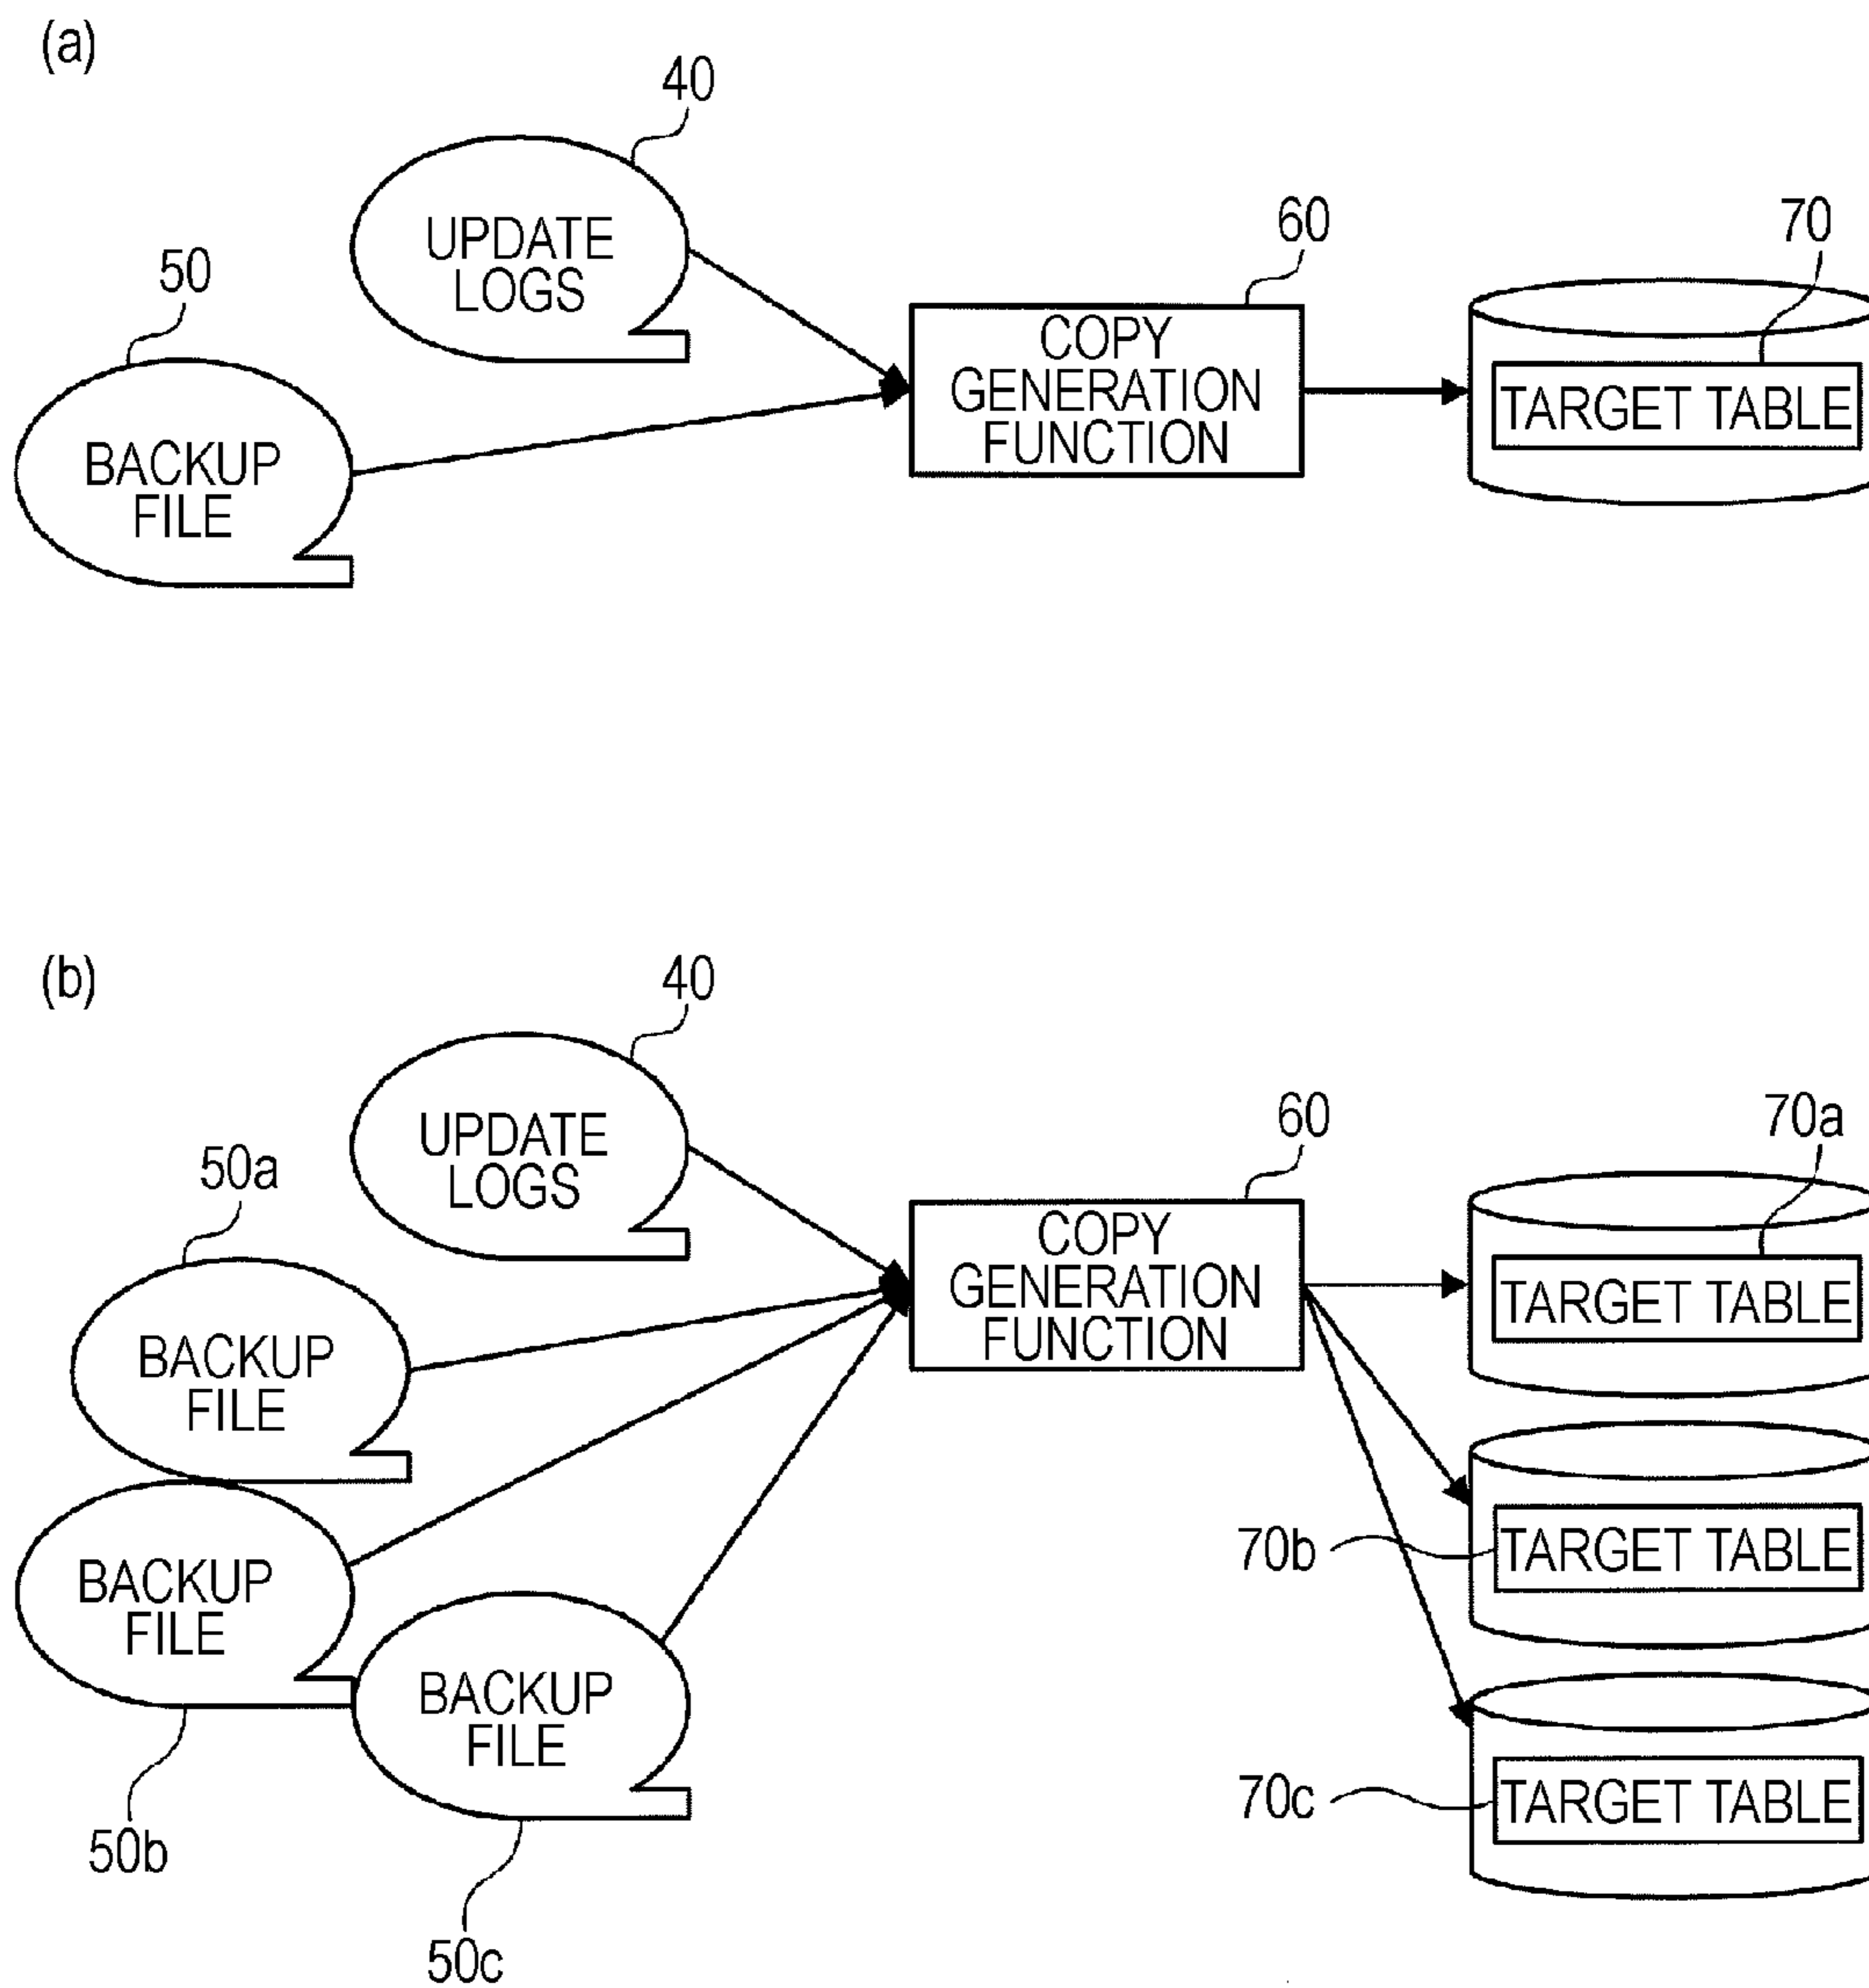 (a)
40
UPDATE
LOGS
50
BACKUP
FILE
60
COPY
GENERATION
FUNCTION
70
TARGET TABLE
(b)
40
UPDATE
LOGS
50a
BACKUP
FILE
BACKUP
FILE
50b
BACKUP
FILE
50c
60
COPY
GENERATION
FUNCTION
70a
TARGET TABLE
70b
TARGET TABLE
70c
TARGET TABLE